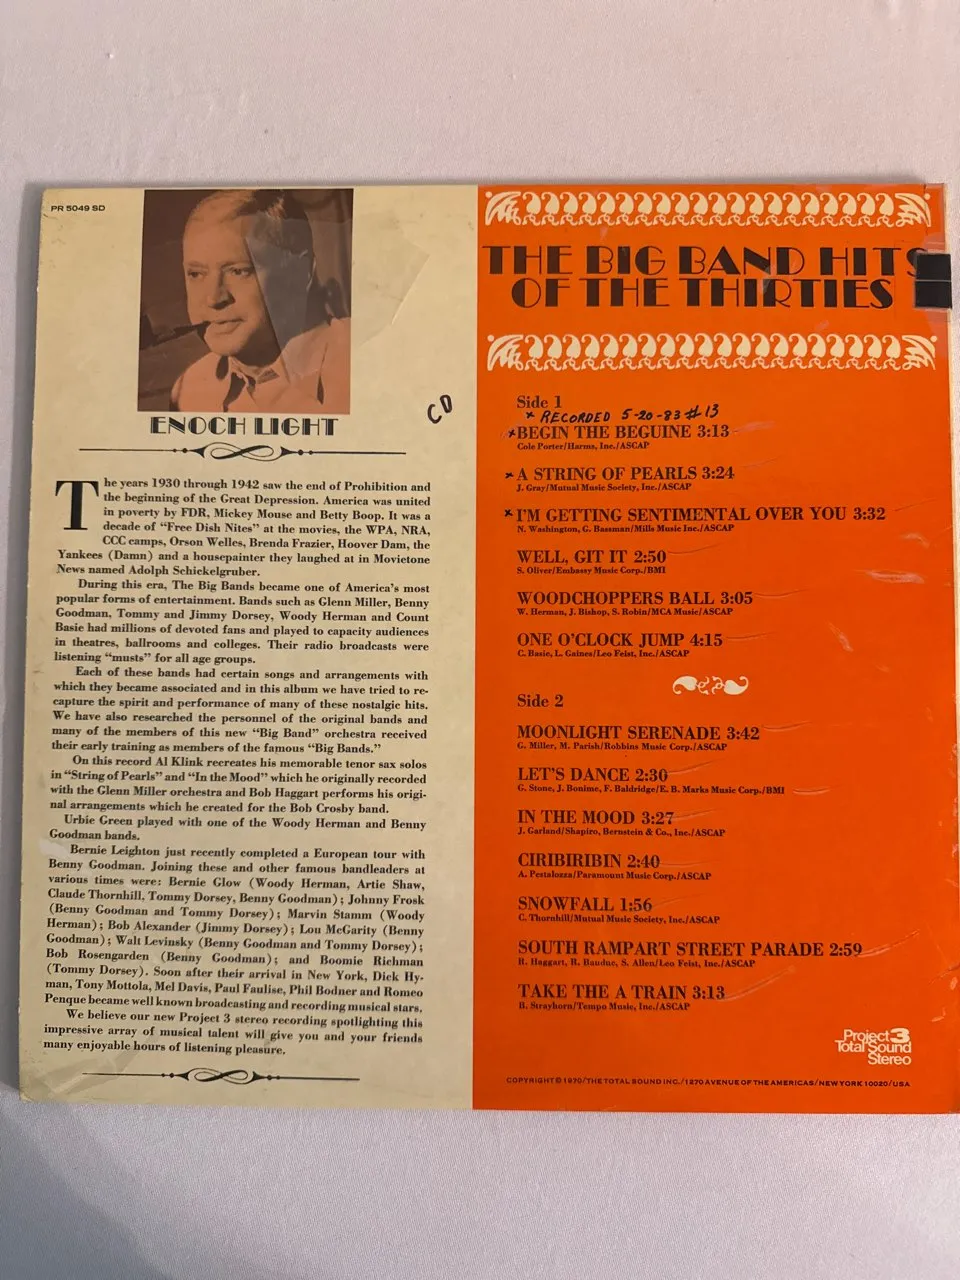 PR 5049 SD
ENOCH LIGHT
CD
The years 1930 through 1942 saw the end of Prohibition and
the beginning of the Great Depression. America was united
in poverty by FDR, Mickey Mouse and Betty Boop. It was a
decade of “Free Dish Nites” at the movies, the WPA, NRA,
CCC camps, Orson Welles, Brenda Frazier, Hoover Dam, the
Yankees (Damn) and a housepainter they laughed at in Movietone
News named Adolph Schickelgruber.
During this era, The Big Bands became one of America's most
popular forms of entertainment. Bands such as Glenn Miller, Benny
Goodman, Tommy and Jimmy Dorsey, Woody Herman and Count
Basie had millions of devoted fans and played to capacity audiences
in theatres, ballrooms and colleges. Their radio broadcasts were
listening “musts” for all age groups.
Each of these bands had certain songs and arrangements with
which they became associated and in this album we have tried to re-
capture the spirit and performance of many of these nostalgic hits.
We have also researched the personnel of the original bands and
many of the members of this new “Big Band” orchestra received
their early training as members of the famous “Big Bands.”
On this record Al Klink recreates his memorable tenor sax solos
in “String of Pearls” and “In the Mood” which he originally recorded
with the Glenn Miller orchestra and Bob Haggart performs his origi-
nal arrangements which he created for the Bob Crosby band.
Urbie Green played with one of the Woody Herman and Benny
Goodman bands.
Bernie Leighton just recently completed a European tour with
Benny Goodman. Joining these and other famous bandleaders at
various times were: Bernie Glow (Woody Herman, Artie Shaw,
Claude Thornhill, Tommy Dorsey, Benny Goodman); Johnny Frosk
(Benny Goodman and Tommy Dorsey); Marvin Stamm (Woody
Herman); Bob Alexander (Jimmy Dorsey); Lou McGarity (Benny
Goodman); Walt Levinsky (Benny Goodman and Tommy Dorsey);
Bob Rosengarden (Benny Goodman); and Boomie Richman
(Tommy Dorsey). Soon after their arrival in New York, Dick Hy-
man, Tony Mottola, Mel Davis, Paul Faulise, Phil Bodner and Romeo
Penque became well known broadcasting and recording musical stars.
We believe our new Project 3 stereo recording spotlighting this
impressive array of musical talent will give you and your friends
many enjoyable hours of listening pleasure.
THE BIG BAND HITS
OF THE THIRTIES
Side 1
* RECORDED 5-20-83 #13
*BEGIN THE BEGUINE 3:13
Cole Porter/Harms, Inc./ASCAP
*A STRING OF PEARLS 3:24
J. Gray/Mutual Music Society, Inc./ASCAP
*I'M GETTING SENTIMENTAL OVER YOU 3:32
N. Washington, G. Bassman/Mills Music Inc./ASCAP
WELL, GIT IT 2:50
S. Oliver/Embassy Music Corp./BMI
WOODCHOPPERS BALL 3:05
W. Herman, J. Bishop, S. Robin/MCA Music/ASCAP
ONE O'CLOCK JUMP 4:15
C. Basie, L. Gaines/Leo Feist, Inc./ASCAP
Side 2
MOONLIGHT SERENADE 3:42
G. Miller, M. Parish/Robbins Music Corp./ASCAP
LET'S DANCE 2:30
G. Stone, J. Bonime, F. Baldridge/E. B. Marks Music Corp./BMI
IN THE MOOD 3:27
J. Garland/Shapiro, Bernstein & Co., Inc./ASCAP
CIRIBIRIBIN 2:40
A. Pestalozza/Paramount Music Corp./ASCAP
SNOWFALL 1:56
C. Thornhill/Mutual Music Society, Inc./ASCAP
SOUTH RAMPART STREET PARADE 2:59
R. Haggart, R. Bauduc, S. Allen/Leo Feist, Inc./ASCAP
TAKE THE A TRAIN 3:13
B. Strayhorn/Tempo Music, Inc./ASCAP
Project 3
Total Sound
Stereo
COPYRIGHT © 1970/THE TOTAL SOUND INC./1270 AVENUE OF THE AMERICAS/NEW YORK 10020/USA